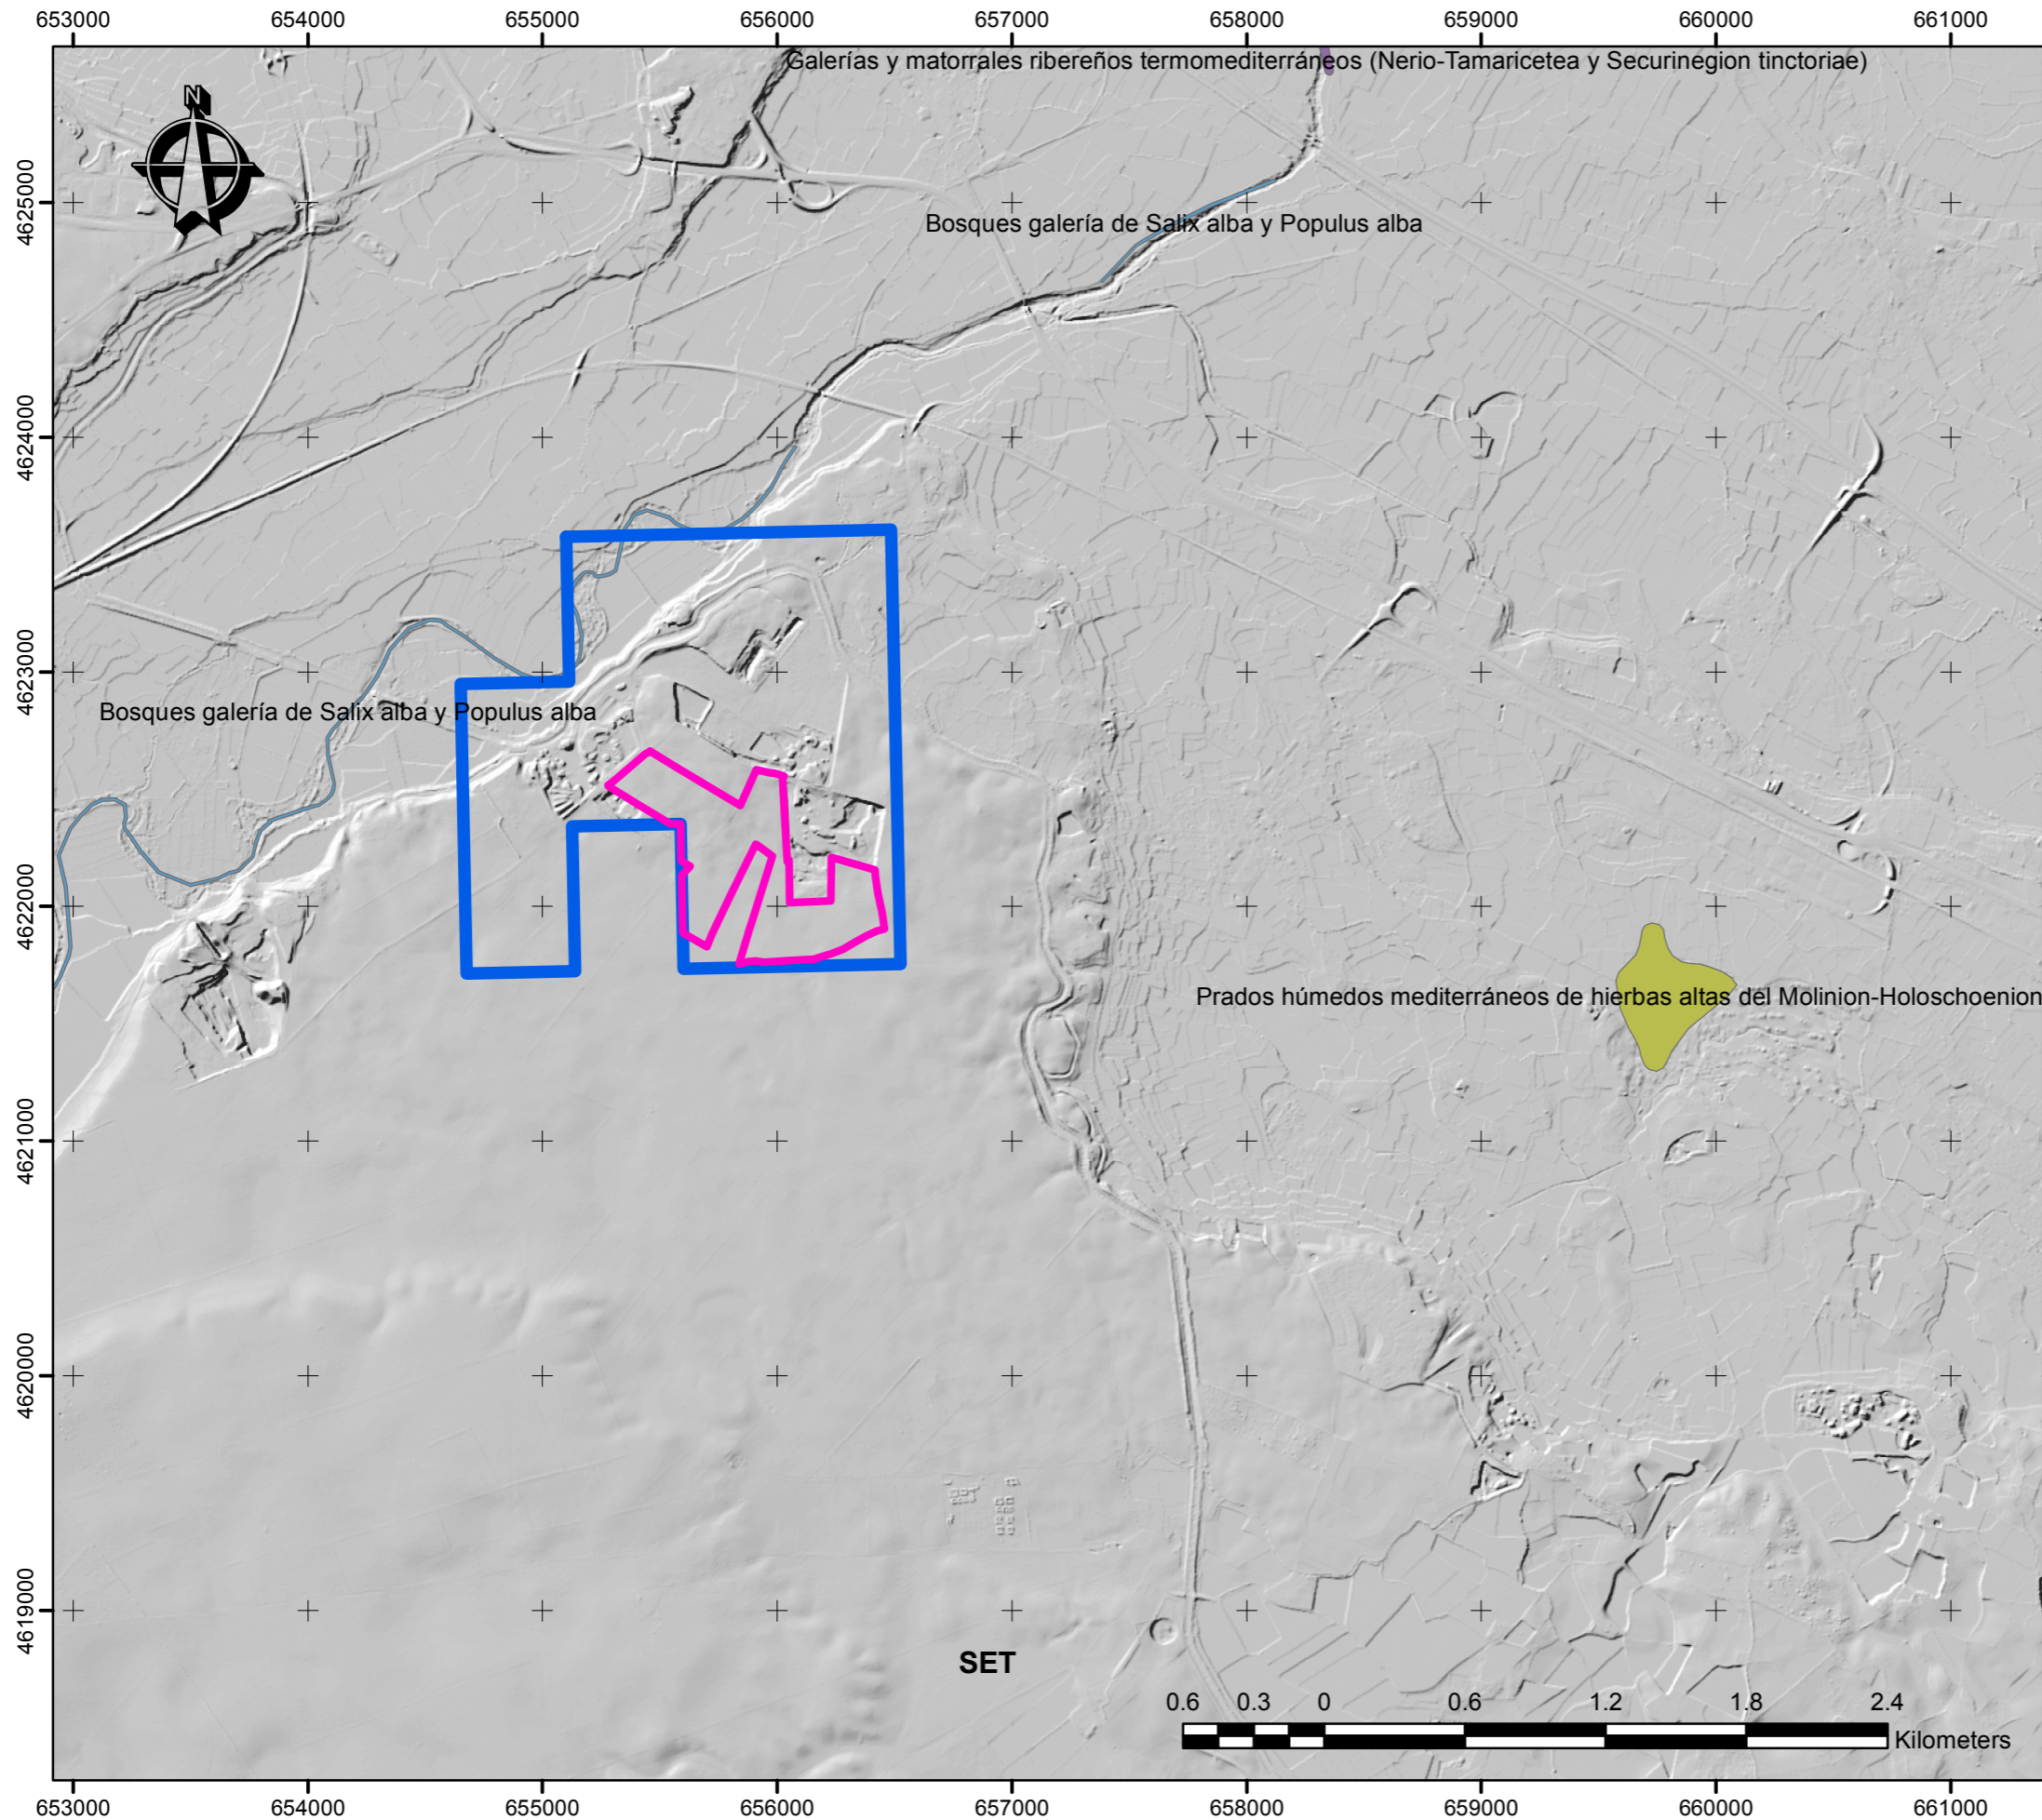 653000 654000 655000 656000 657000 658000 659000 660000 661000
Galerías y matorrales ribereños termomediterráneos (Nerio-Tamaricetea y Securinegion tinctoriae)
N
4625000
Bosques galería de Salix alba y Populus alba
4624000
4623000
Bosques galería de Salix alba y Populus alba
4622000
Prados húmedos mediterráneos de hierbas altas del Molinion-Holoschoenion
4621000
4620000
4619000
SET
0.6 0.3 0 0.6 1.2 1.8 2.4
Kilometers
653000 654000 655000 656000 657000 658000 659000 660000 661000